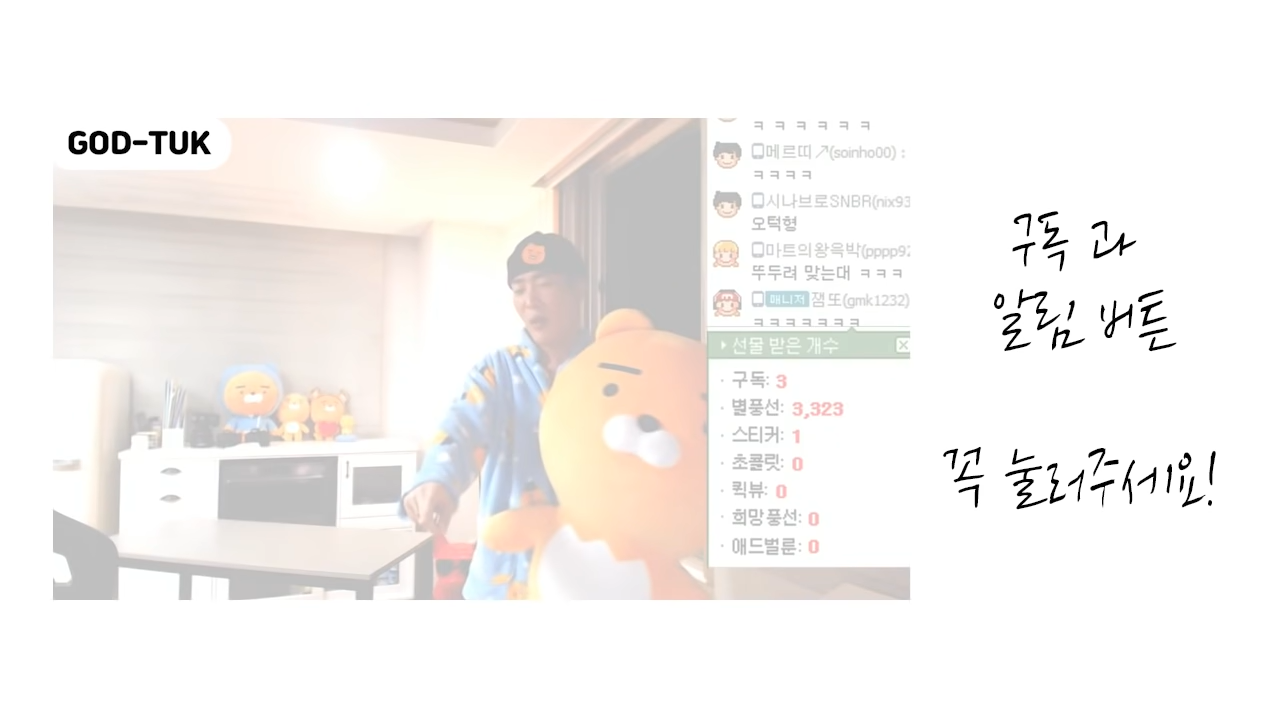 GOD-TUK
ㅋ ㅋ ㅋ ㅋ ㅋ ㅋ
메르띠↗(soinho00) :
ㅋㅋㅋㅋ
시나브로SNBR(nix93
오턱형
마트의왕윽박(pppp92
뚜두려 맞는대 ㅋㅋㅋ
매니저 잼또(gmk1232)
ㅋㅋㅋㅋㅋㅋㅋ
선물 받은 개수
· 구독: 3
· 별풍선: 3,323
· 스티커: 1
· 초콜릿: 0
· 퀵뷰: 0
· 희망풍선: 0
· 애드벌룬: 0
구독 과
알림 버튼
꼭 눌러주세요!